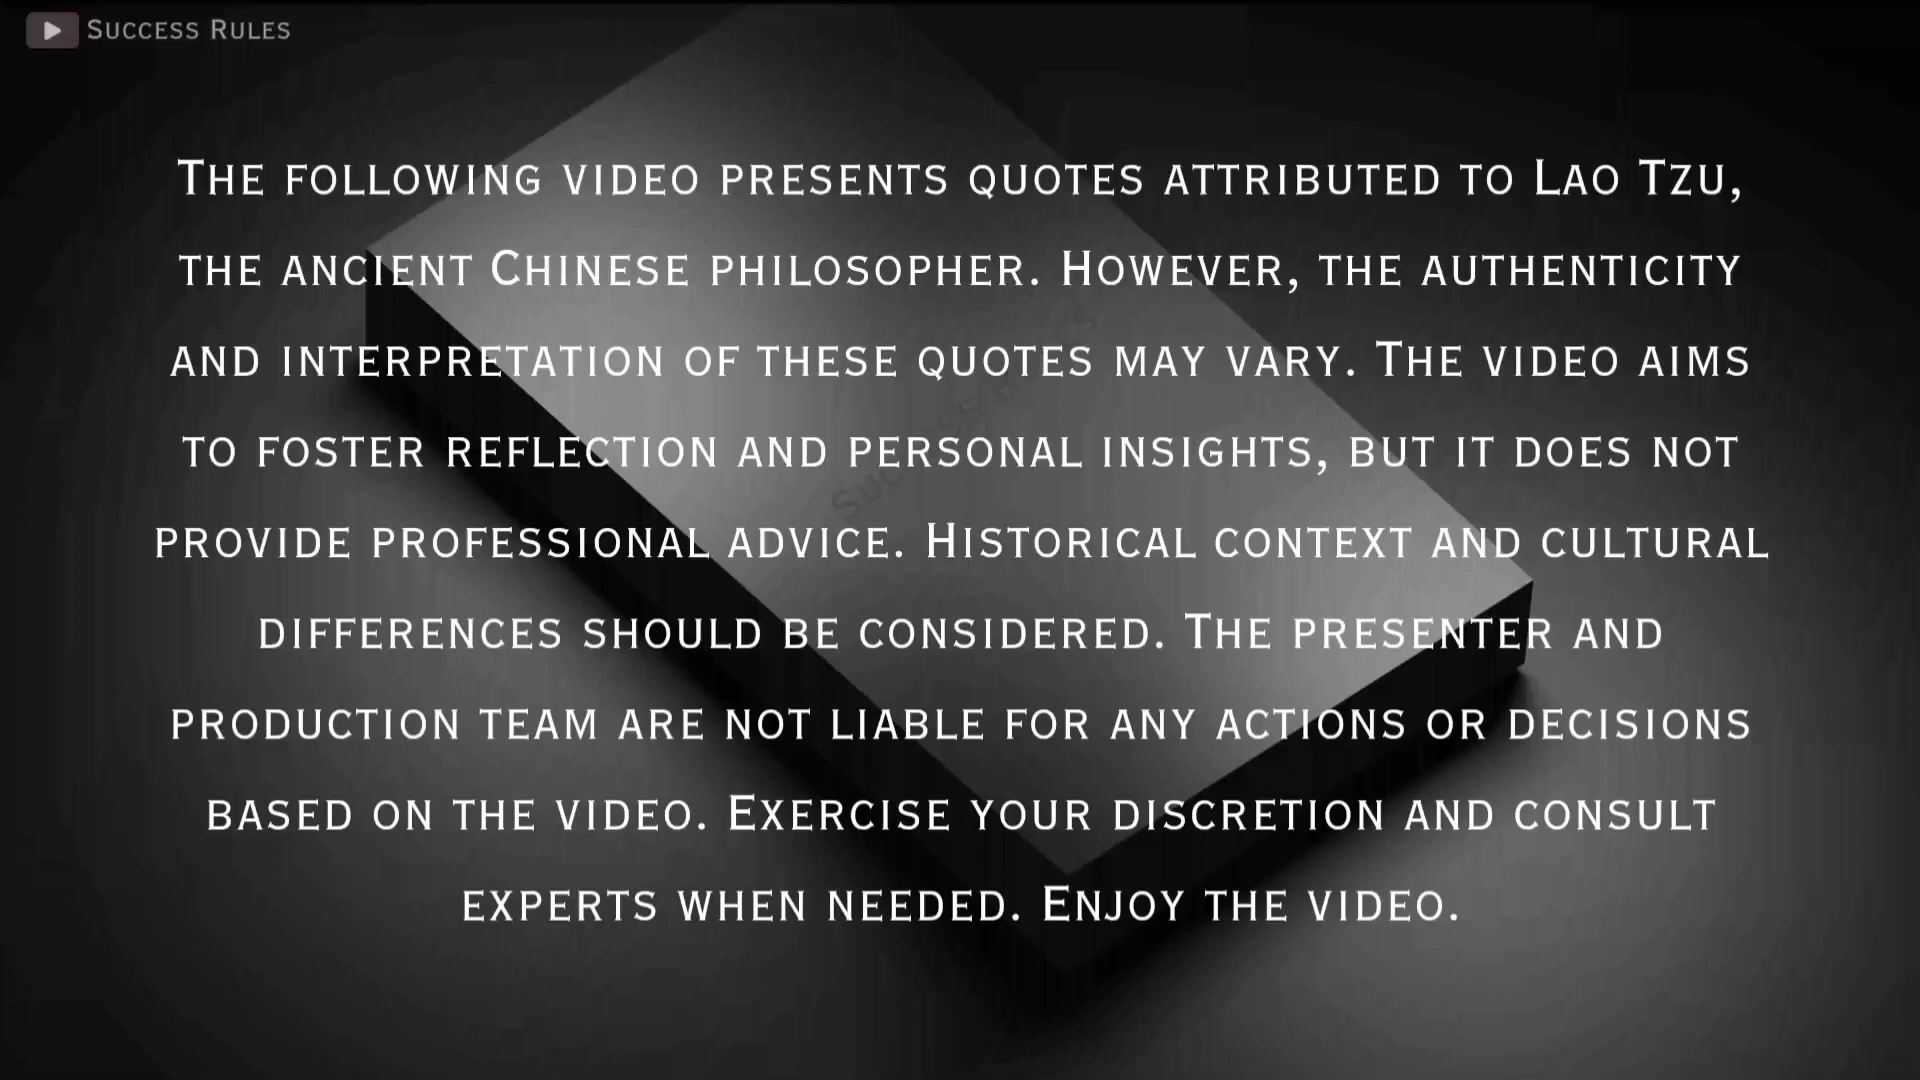 Success Rules
The following video presents quotes attributed to Lao Tzu,
the ancient Chinese philosopher. However, the authenticity
and interpretation of these quotes may vary. The video aims
to foster reflection and personal insights, but it does not
provide professional advice. Historical context and cultural
differences should be considered. The presenter and
production team are not liable for any actions or decisions
based on the video. Exercise your discretion and consult
experts when needed. Enjoy the video.